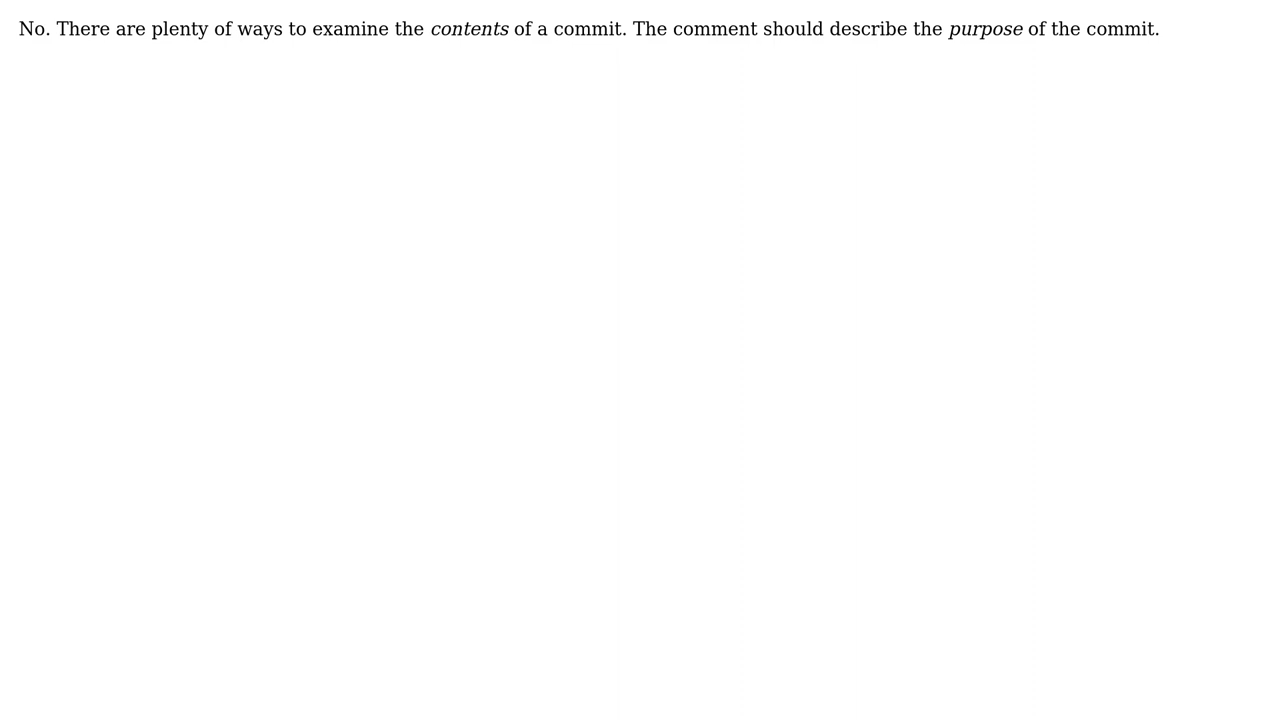 No. There are plenty of ways to examine the contents of a commit. The comment should describe the purpose of the commit.